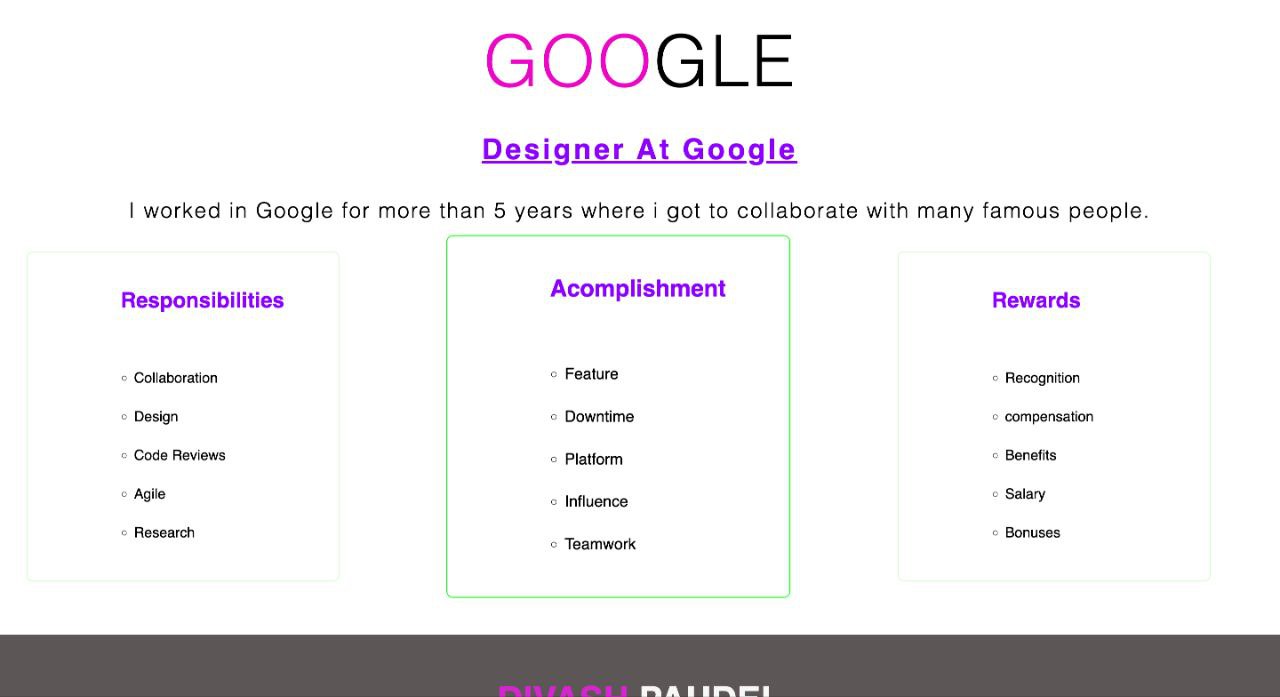 GOOGLE
Designer At Google
I worked in Google for more than 5 years where i got to collaborate with many famous people.
Responsibilities
Collaboration
Design
Code Reviews
Agile
Research
Acomplishment
Feature
Downtime
Platform
Influence
Teamwork
Rewards
Recognition
compensation
Benefits
Salary
Bonuses
DIVASH PAUDEL